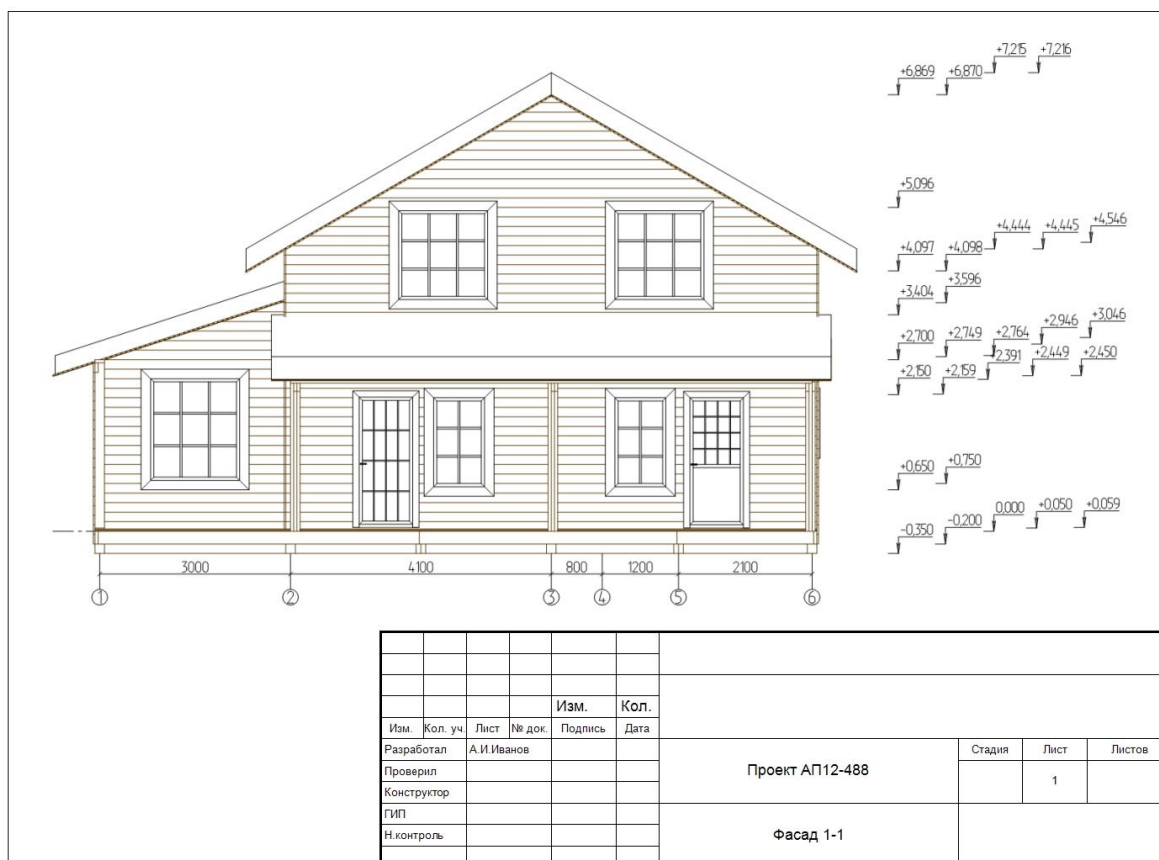 +7,215 +7,216
+6,869 +6,870
+5,096
+4,444 +4,445 +4,546
+4,097 +4,098
+3,404 +3,596
+2,700 +2,749 +2,764 +2,946 +3,046
+2,150 +2,159 +2,391 +2,449 +2,450
+0,650 +0,750
-0,350 -0,200 0,000 +0,050 +0,059
3000 4100 800 1200 2100
1 2 3 4 5 6
Изм. Кол.
Изм. Кол. уч. Лист № док. Подпись Дата
Разработал А.И.Иванов
Проверил
Конструктор
ГИП
Н.контроль
Проект АП12-488
Стадия Лист Листов
1
Фасад 1-1